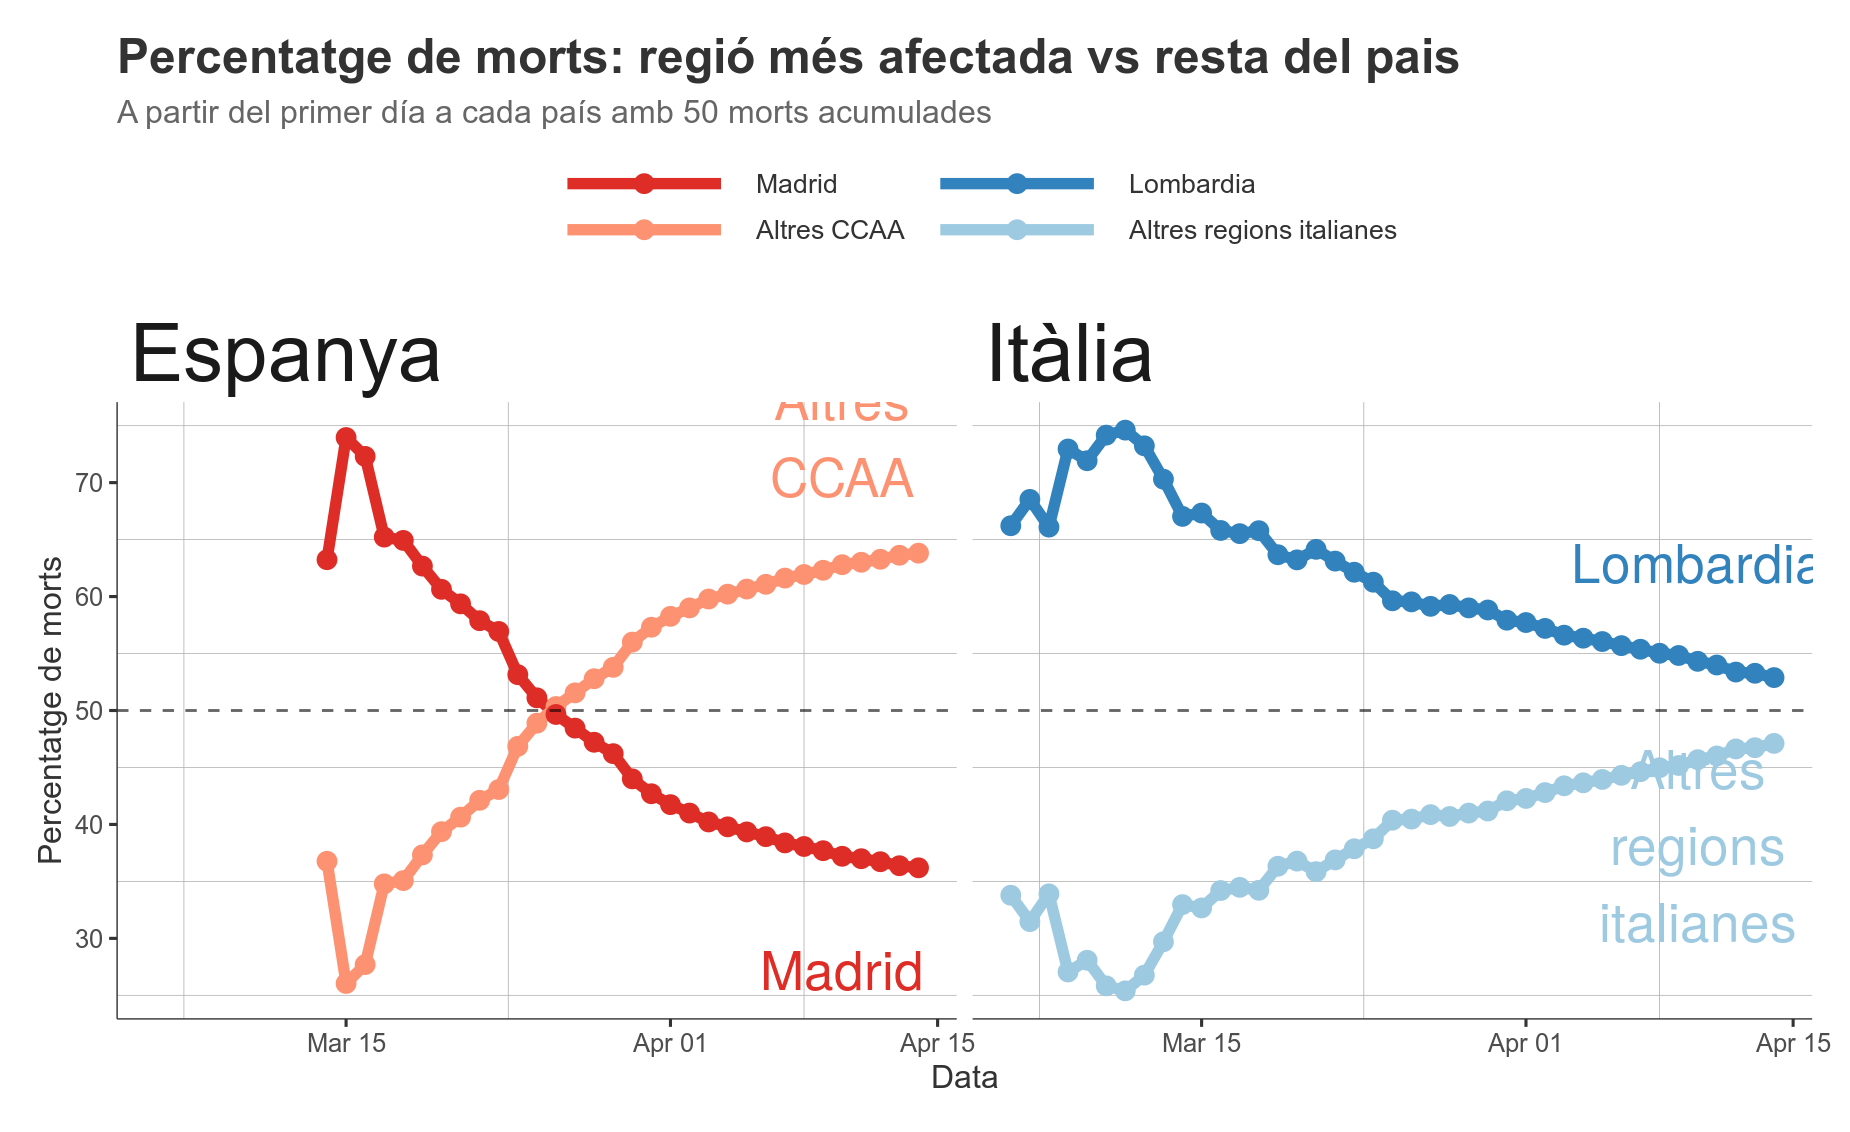 Percentatge de morts: regió més afectada vs resta del pais
A partir del primer día a cada país amb 50 morts acumulades
Madrid
Lombardia
Altres CCAA
Altres regions italianes
Espanya
Itàlia
Altres
CCAA
Lombardia
Altres
regions
italianes
Madrid
Percentatge de morts
70
60
50
40
30
Mar 15
Apr 01
Apr 15
Mar 15
Apr 01
Apr 15
Data